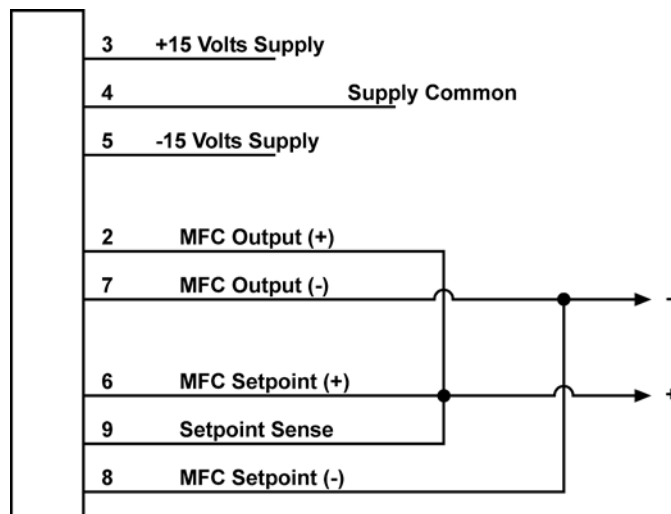 3 +15 Volts Supply
4 Supply Common
5 -15 Volts Supply
2 MFC Output (+)
7 MFC Output (-)
-
6 MFC Setpoint (+)
+
9 Setpoint Sense
8 MFC Setpoint (-)